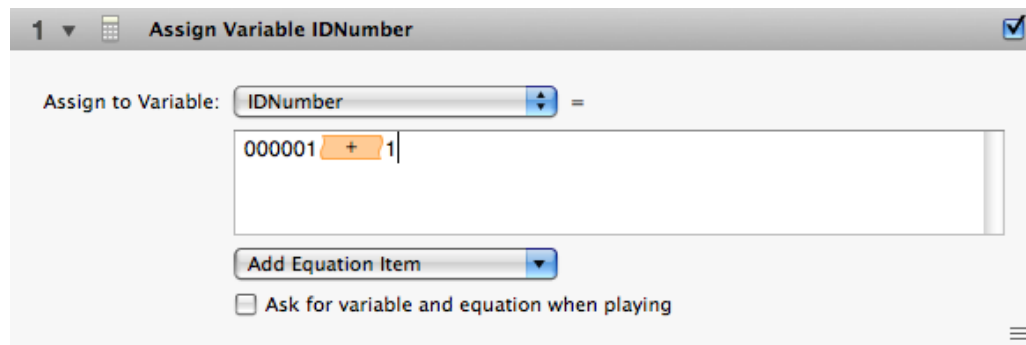 1 Assign Variable IDNumber
Assign to Variable: IDNumber =
000001 + 1
Add Equation Item
Ask for variable and equation when playing